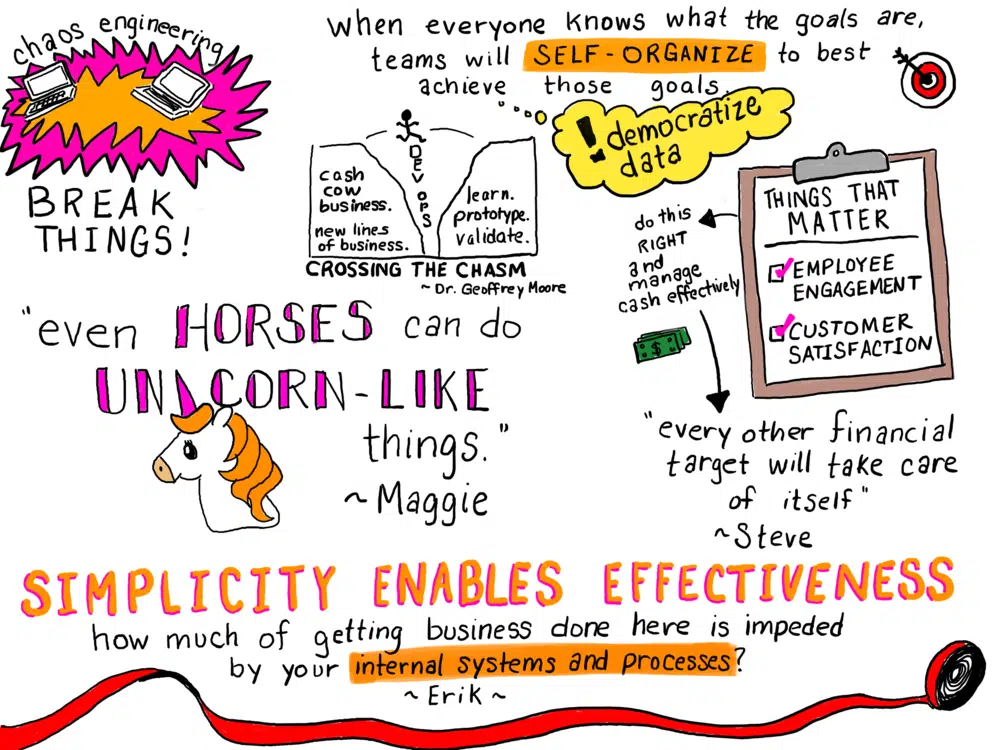 chaos engineering
BREAK
THINGS!
When everyone knows what the goals are,
teams will SELF-ORGANIZE to best
achieve those goals.
! democratize
data
cash
cow
business.
new lines
of business.
DEVOPS
learn.
prototype.
validate.
CROSSING THE CHASM
~ Dr. Geoffrey Moore
THINGS THAT
MATTER
EMPLOYEE
ENGAGEMENT
CUSTOMER
SATISFACTION
do this
RIGHT
and
manage
cash effectively
$
"every other financial
target will take care
of itself"
~Steve
"even HORSES can do
UNICORN-LIKE
things."
~Maggie
SIMPLICITY ENABLES EFFECTIVENESS
how much of getting business done here is impeded
by your internal systems and processes?
~Erik~